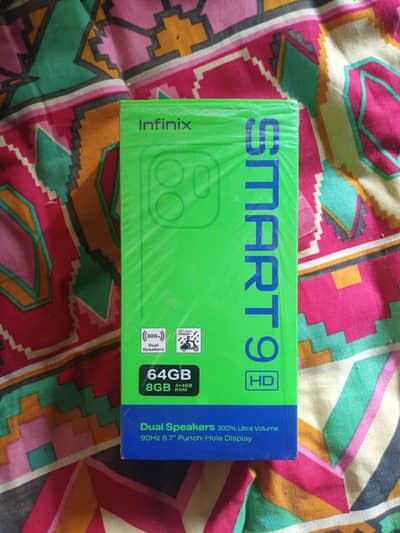 Infinix
SMART 9
HD
300%
Dual
Speakers
64GB
8GB 4+4GB
RAM
Dual Speakers 300% Ultra Volume
90Hz 6.7" Punch-Hole Display